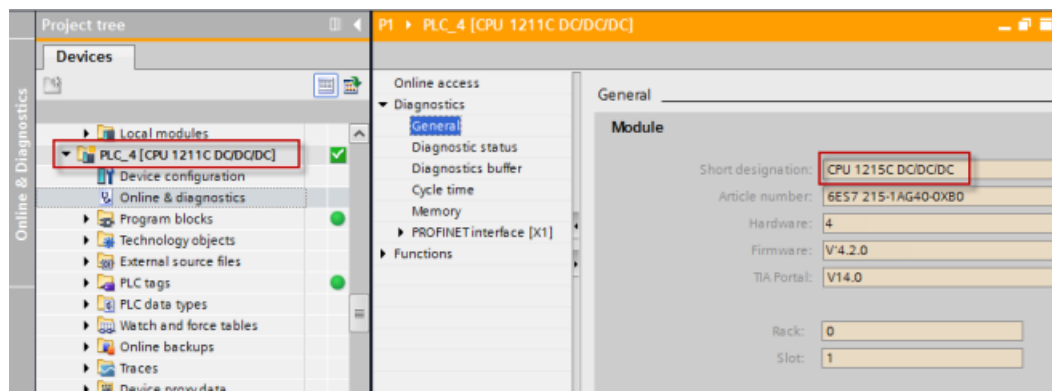 Project tree
Devices
Online & Diagnostics
Local modules
PLC_4 [CPU 1211C DC/DC/DC]
Device configuration
Online & diagnostics
Program blocks
Technology objects
External source files
PLC tags
PLC data types
Watch and force tables
Online backups
Traces
Device proxy data
P1 PLC_4 [CPU 1211C DC/DC/DC]
Online access
Diagnostics
General
Diagnostic status
Diagnostics buffer
Cycle time
Memory
PROFINET interface [X1]
Functions
General
Module
Short designation: CPU 1215C DC/DC/DC
Article number: 6ES7 215-1AG40-0XB0
Hardware: 4
Firmware: V'4.2.0
TIA Portal: V14.0
Rack: 0
Slot: 1